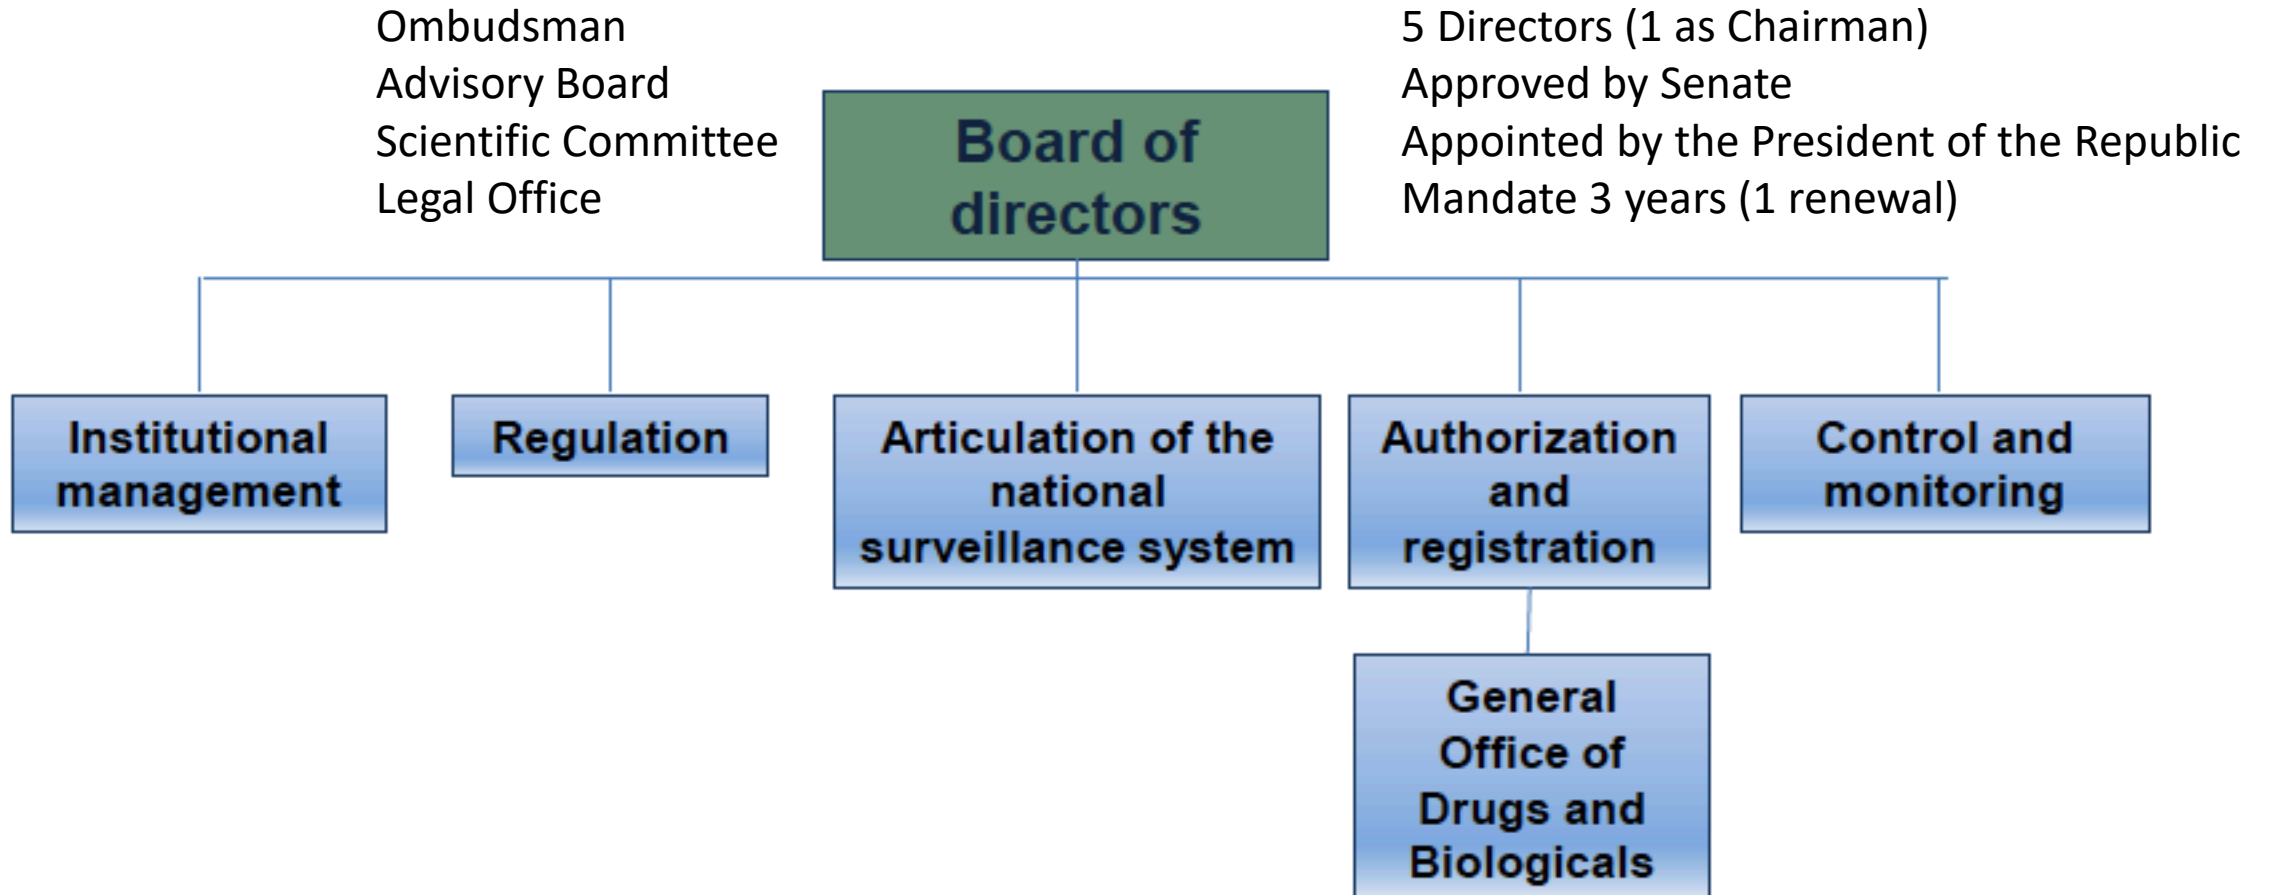 Ombudsman
Advisory Board
Scientific Committee
Legal Office
5 Directors (1 as Chairman)
Approved by Senate
Appointed by the President of the Republic
Mandate 3 years (1 renewal)
Board of
directors
Institutional
management
Regulation
Articulation of the
national
surveillance system
Authorization
and
registration
Control and
monitoring
General
Office of
Drugs and
Biologicals